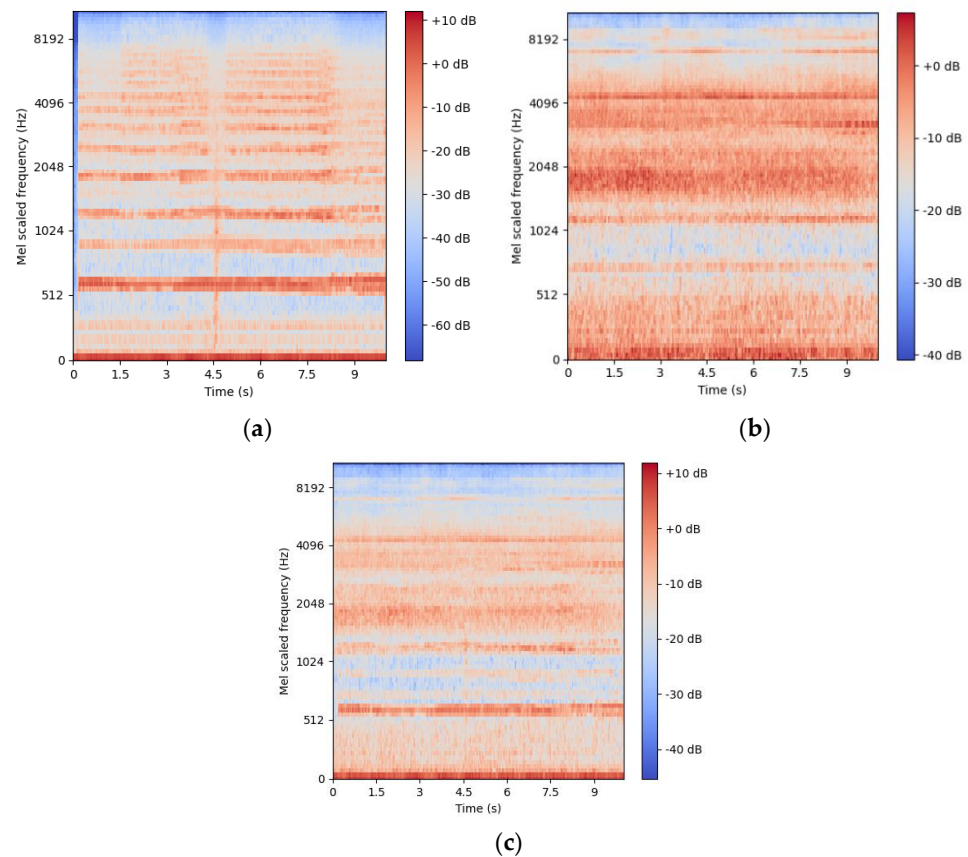 +10 dB
8192
+0 dB
4096
-10 dB
2048
-20 dB
-30 dB
1024
-40 dB
512
-50 dB
-60 dB
0
Mel scaled frequency (Hz)
0 1.5 3 4.5 6 7.5 9
Time (s)
(a)
8192
+0 dB
4096
-10 dB
2048
-20 dB
1024
-30 dB
512
-40 dB
0
Mel scaled frequency (Hz)
0 1.5 3 4.5 6 7.5 9
Time (s)
(b)
+10 dB
8192
+0 dB
4096
-10 dB
2048
-20 dB
1024
-30 dB
512
-40 dB
0
Mel scaled frequency (Hz)
0 1.5 3 4.5 6 7.5 9
Time (s)
(c)